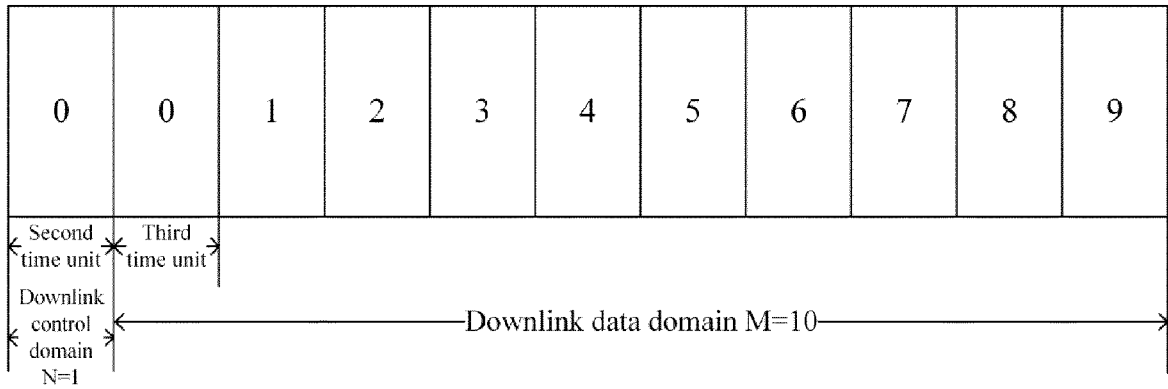 0 0 1 2 3 4 5 6 7 8 9
Second
time unit
Third
time unit
Downlink
control
domain
N=1
Downlink data domain M=10